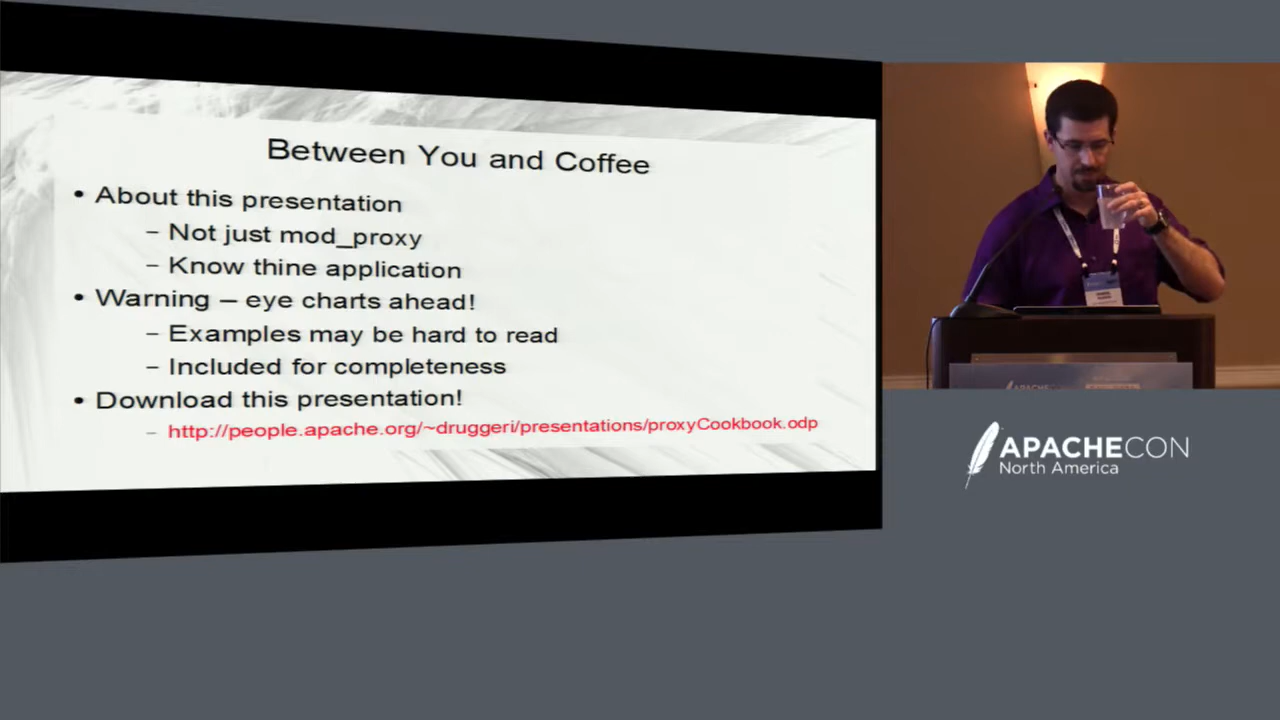 Between You and Coffee
• About this presentation
– Not just mod_proxy
– Know thine application
• Warning – eye charts ahead!
– Examples may be hard to read
– Included for completeness
• Download this presentation!
– http://people.apache.org/~druggeri/presentations/proxyCookbook.odp
APACHECON
North America